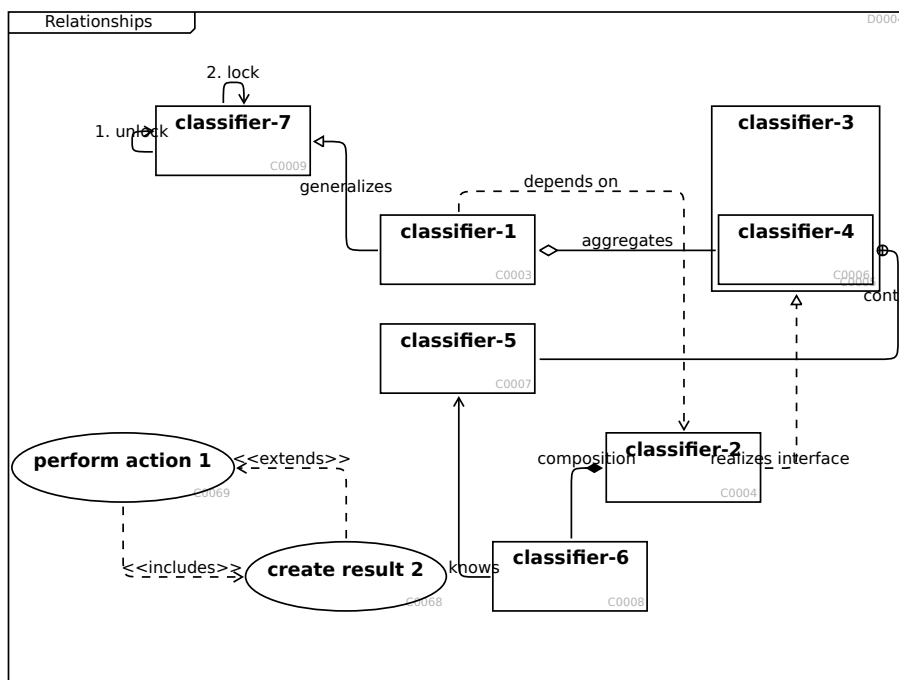 Relationships
D0004
2. lock
classifier-7
1. unlock
C0009
classifier-3
generalizes
depends on
classifier-1
aggregates
classifier-4
C0003
C0006
cont
classifier-5
C0007
classifier-2
composition
realizes interface
C0004
perform action 1
<<extends>>
C0069
<<includes>>
create result 2
C0068
knows
classifier-6
C0008